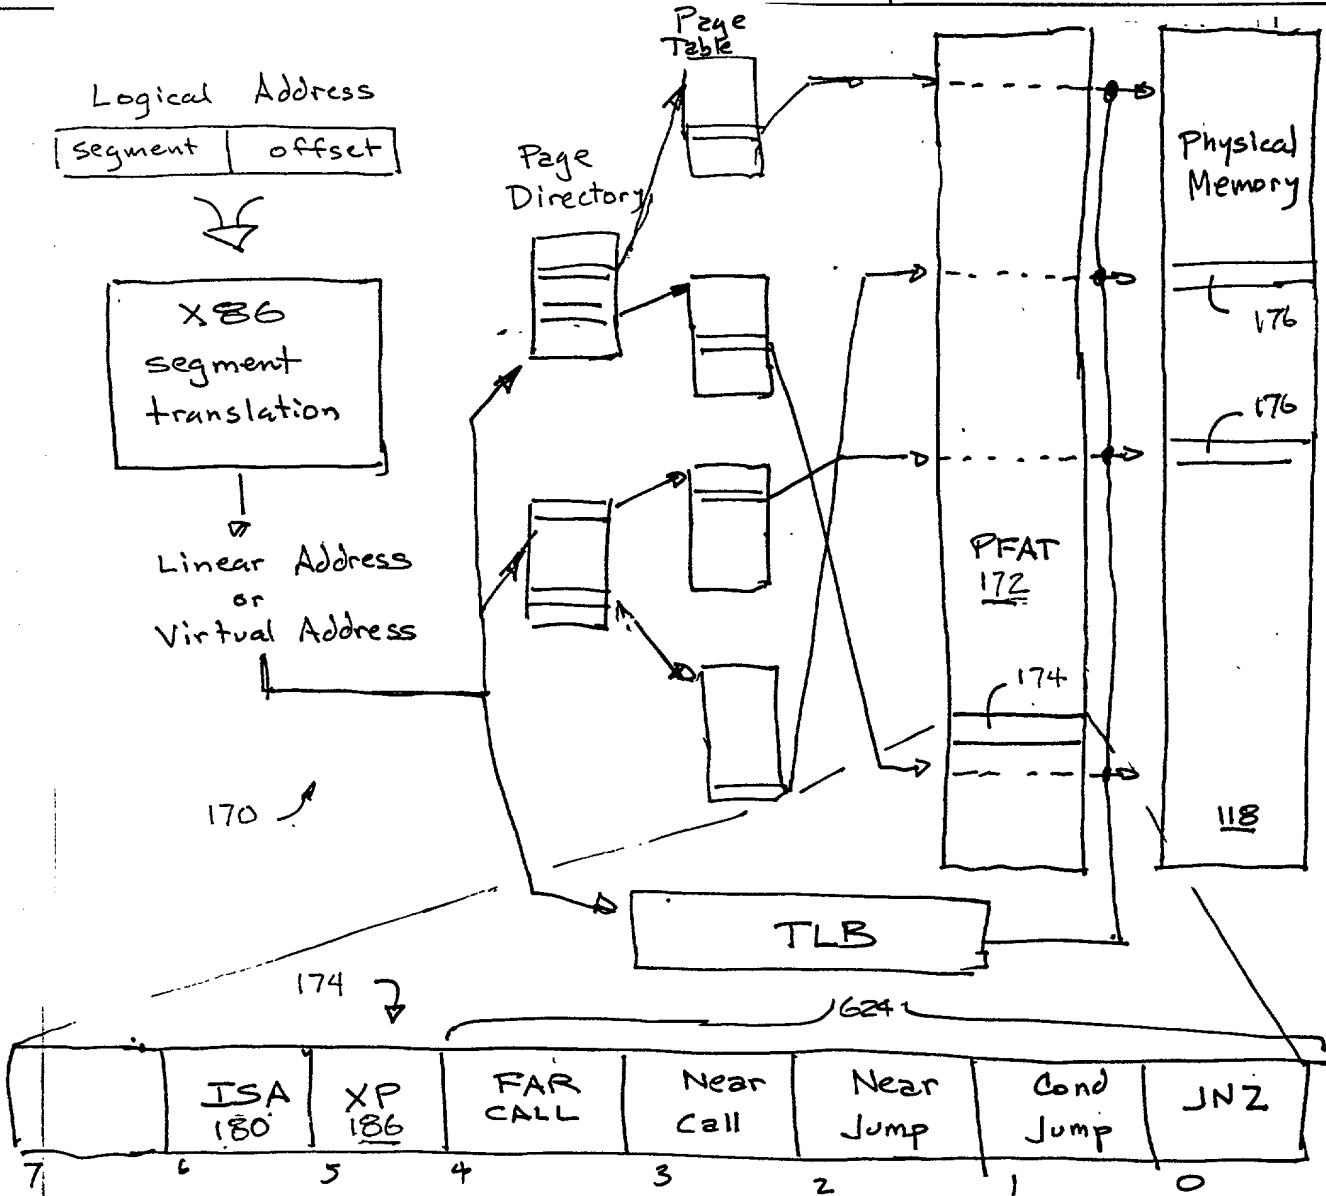 Logical Address
segment offset
X86
segment
translation
Linear Address
or
Virtual Address
170
Page
Directory
Page
Table
PFAT
172
174
Physical
Memory
176
176
118
TLB
174
624
ISA
180
XP
186
FAR
CALL
Near
Call
Near
Jump
Cond
Jump
JNZ
7 6 5 4 3 2 1 0